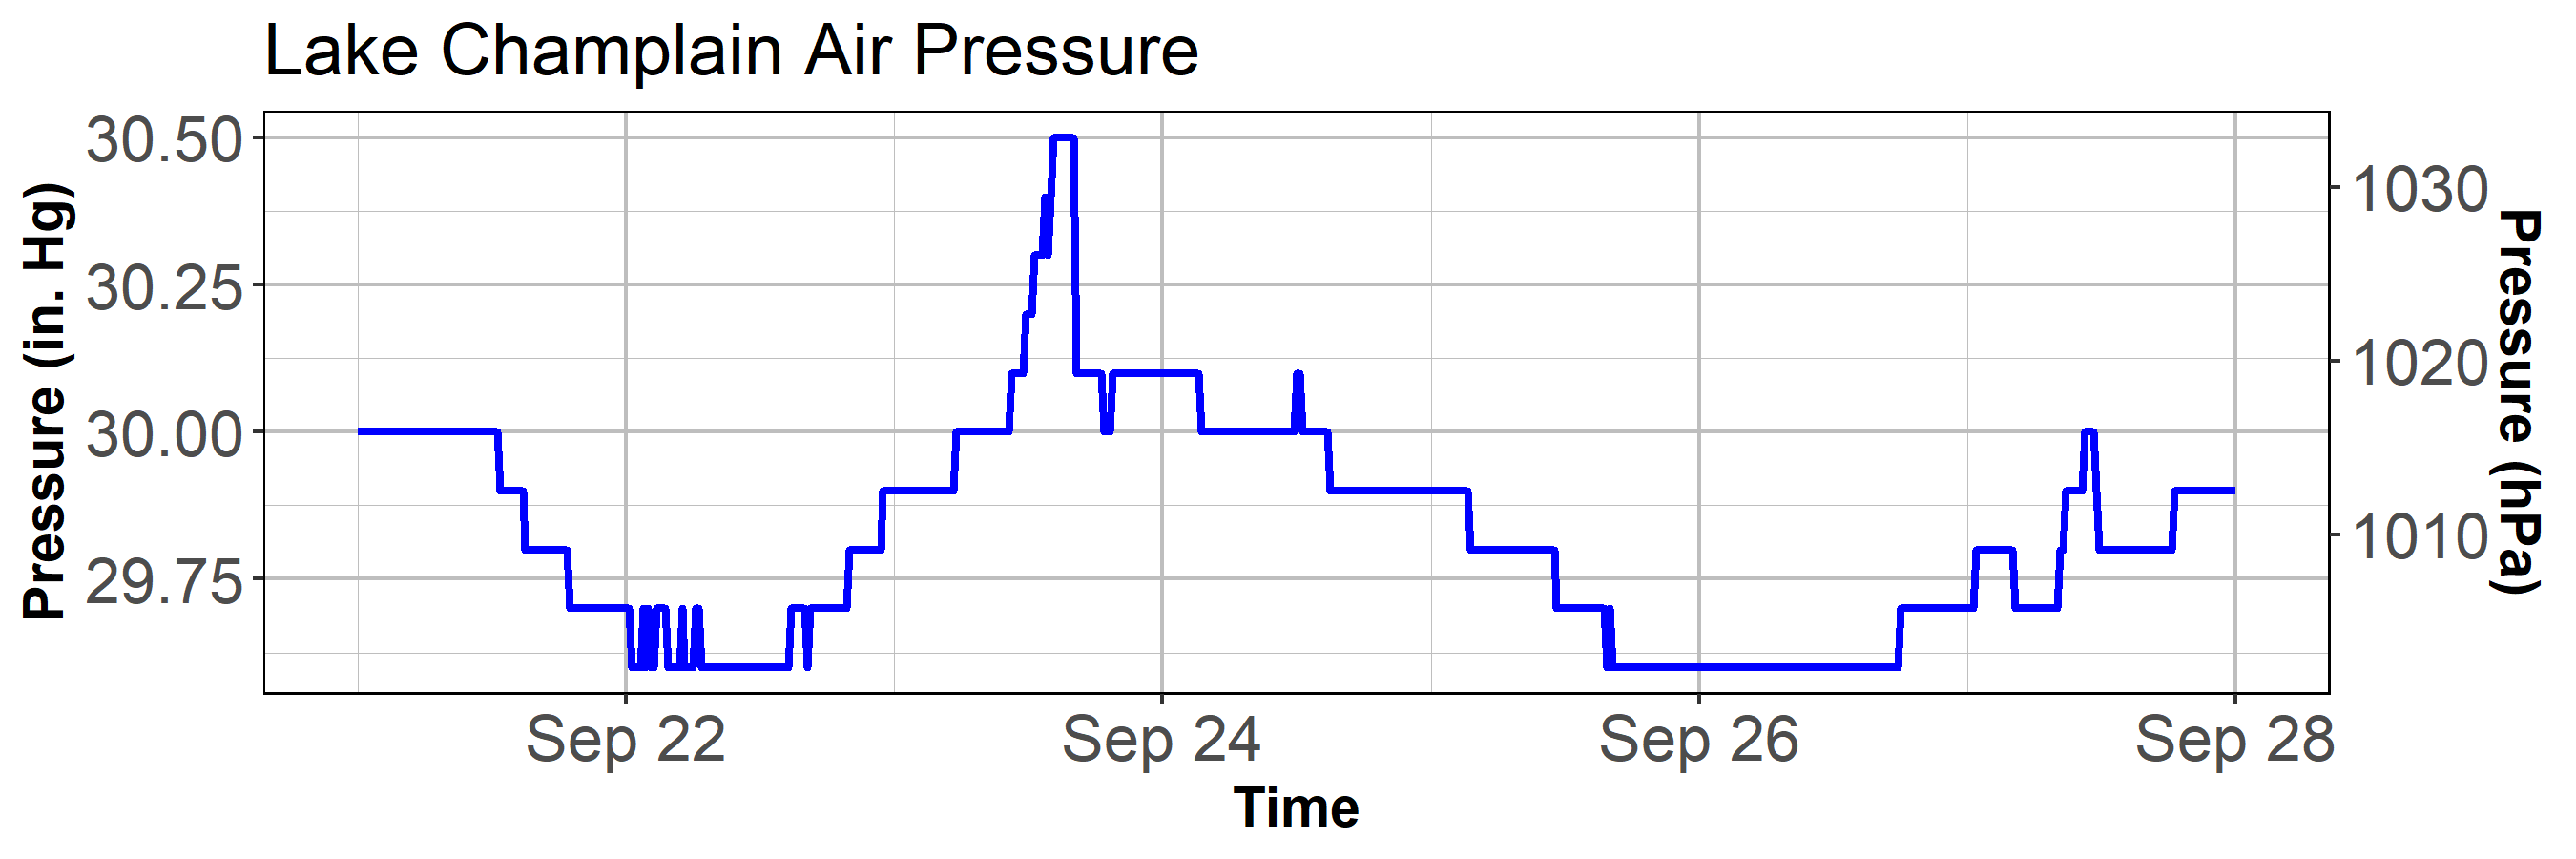 Lake Champlain Air Pressure
Pressure (in. Hg)
30.50
30.25
30.00
29.75
1030
1020
1010
Pressure (hPa)
Sep 22
Sep 24
Sep 26
Sep 28
Time